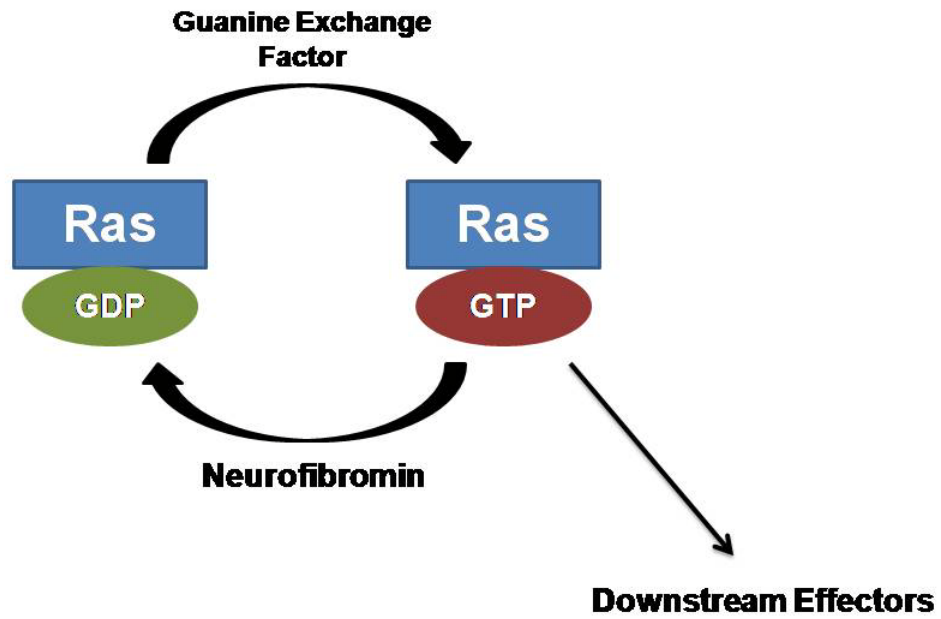 Guanine Exchange
Factor
Ras
Ras
GDP
GTP
Neurofibromin
Downstream Effectors